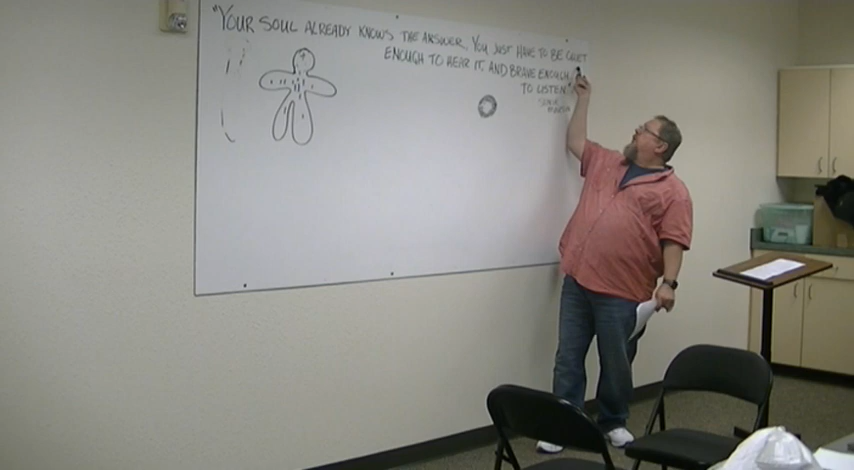 "YOUR SOUL ALREADY KNOWS THE ANSWER. YOU JUST HAVE TO BE QUIET
ENOUGH TO HEAR IT, AND BRAVE ENOUGH
TO LISTEN."